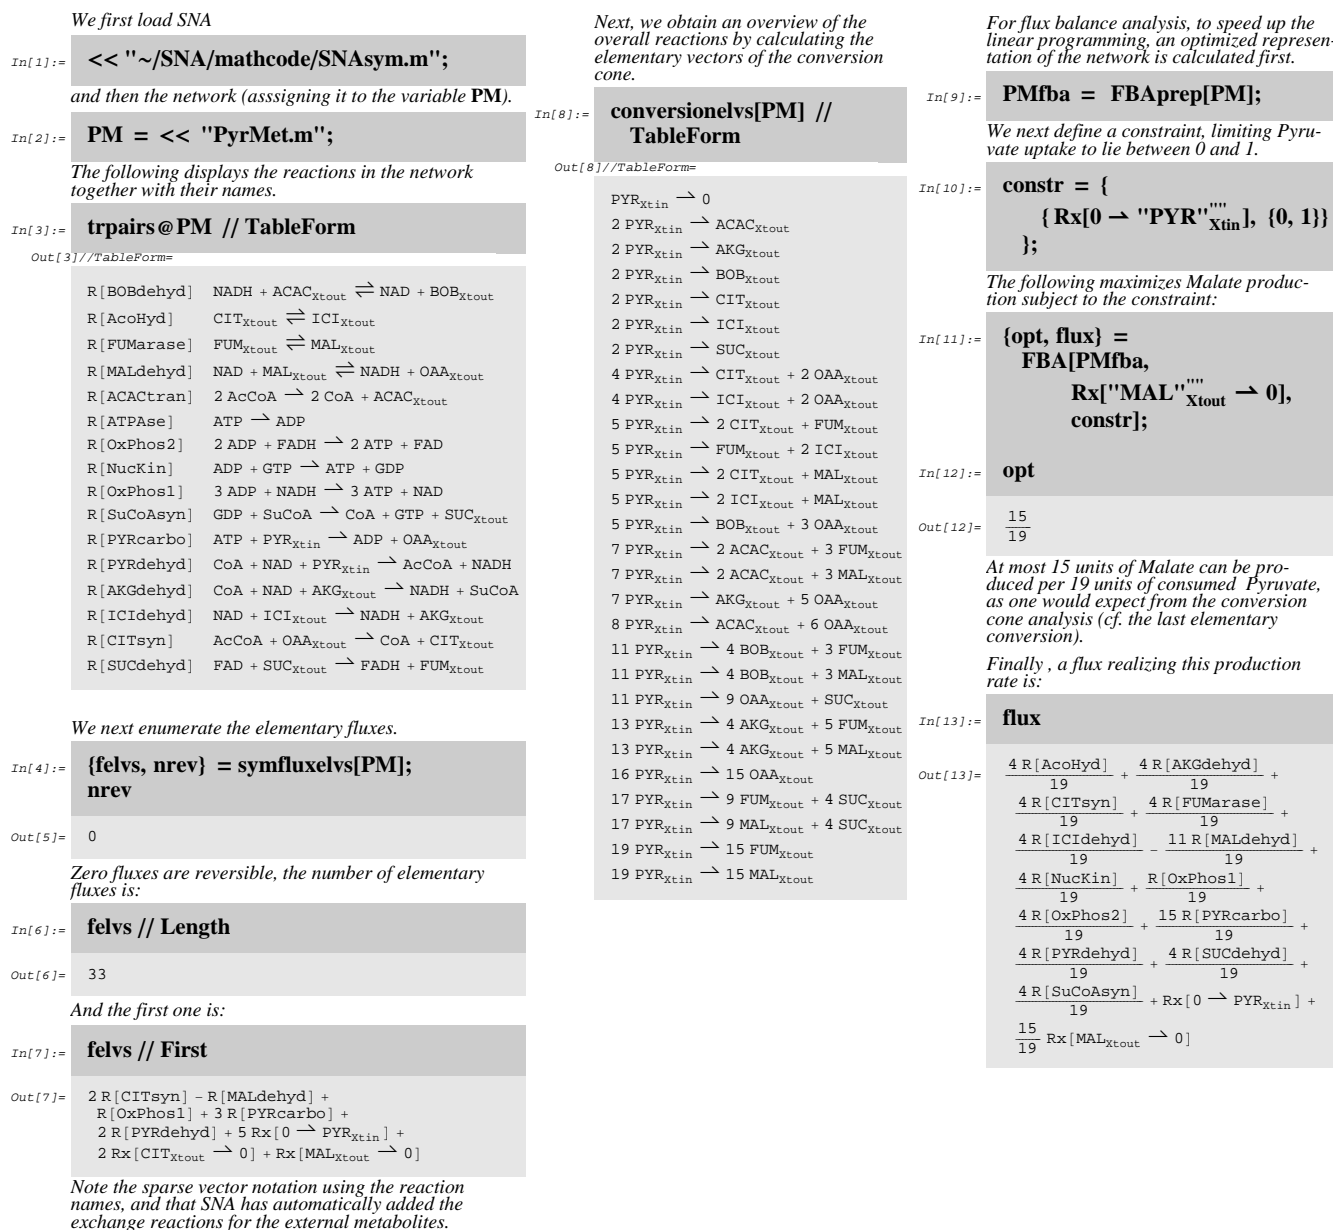 We first load SNA
In[1]:= << "~/SNA/mathcode/SNAsym.m";
and then the network (asssigning it to the variable PM).
In[2]:= PM = << "PyrMet.m";
The following displays the reactions in the network
together with their names.
In[3]:= trpairs@PM // TableForm
Out[3]//TableForm=
R[BOBdehyd] NADH + ACAC_Xtout ⇌ NAD + BOB_Xtout
R[AcoHyd] CIT_Xtout ⇌ ICI_Xtout
R[FUMarase] FUM_Xtout ⇌ MAL_Xtout
R[MALdehyd] NAD + MAL_Xtout ⇌ NADH + OAA_Xtout
R[ACACtran] 2 AcCoA ⇀ 2 CoA + ACAC_Xtout
R[ATPAse] ATP ⇀ ADP
R[OxPhos2] 2 ADP + FADH ⇀ 2 ATP + FAD
R[NucKin] ADP + GTP ⇀ ATP + GDP
R[OxPhos1] 3 ADP + NADH ⇀ 3 ATP + NAD
R[SuCoAsyn] GDP + SuCoA ⇀ CoA + GTP + SUC_Xtout
R[PYRcarbo] ATP + PYR_Xtin ⇀ ADP + OAA_Xtout
R[PYRdehyd] CoA + NAD + PYR_Xtin ⇀ AcCoA + NADH
R[AKGdehyd] CoA + NAD + AKG_Xtout ⇀ NADH + SuCoA
R[ICIdehyd] NAD + ICI_Xtout ⇀ NADH + AKG_Xtout
R[CITsyn] AcCoA + OAA_Xtout ⇀ CoA + CIT_Xtout
R[SUCdehyd] FAD + SUC_Xtout ⇀ FADH + FUM_Xtout
We next enumerate the elementary fluxes.
In[4]:= {felvs, nrev} = symfluxelvs[PM];
nrev
Out[5]= 0
Zero fluxes are reversible, the number of elementary
fluxes is:
In[6]:= felvs // Length
Out[6]= 33
And the first one is:
In[7]:= felvs // First
Out[7]= 2 R[CITsyn] – R[MALdehyd] +
R[OxPhos1] + 3 R[PYRcarbo] +
2 R[PYRdehyd] + 5 Rx[0 ⇀ PYR_Xtin] +
2 Rx[CIT_Xtout ⇀ 0] + Rx[MAL_Xtout ⇀ 0]
Note the sparse vector notation using the reaction
names, and that SNA has automatically added the
exchange reactions for the external metabolites.
Next, we obtain an overview of the
overall reactions by calculating the
elementary vectors of the conversion
cone.
In[8]:= conversionelvs[PM] //
TableForm
Out[8]//TableForm=
PYR_Xtin ⇀ 0
2 PYR_Xtin ⇀ ACAC_Xtout
2 PYR_Xtin ⇀ AKG_Xtout
2 PYR_Xtin ⇀ BOB_Xtout
2 PYR_Xtin ⇀ CIT_Xtout
2 PYR_Xtin ⇀ ICI_Xtout
2 PYR_Xtin ⇀ SUC_Xtout
4 PYR_Xtin ⇀ CIT_Xtout + 2 OAA_Xtout
4 PYR_Xtin ⇀ ICI_Xtout + 2 OAA_Xtout
5 PYR_Xtin ⇀ 2 CIT_Xtout + FUM_Xtout
5 PYR_Xtin ⇀ FUM_Xtout + 2 ICI_Xtout
5 PYR_Xtin ⇀ 2 CIT_Xtout + MAL_Xtout
5 PYR_Xtin ⇀ 2 ICI_Xtout + MAL_Xtout
5 PYR_Xtin ⇀ BOB_Xtout + 3 OAA_Xtout
7 PYR_Xtin ⇀ 2 ACAC_Xtout + 3 FUM_Xtout
7 PYR_Xtin ⇀ 2 ACAC_Xtout + 3 MAL_Xtout
7 PYR_Xtin ⇀ AKG_Xtout + 5 OAA_Xtout
8 PYR_Xtin ⇀ ACAC_Xtout + 6 OAA_Xtout
11 PYR_Xtin ⇀ 4 BOB_Xtout + 3 FUM_Xtout
11 PYR_Xtin ⇀ 4 BOB_Xtout + 3 MAL_Xtout
11 PYR_Xtin ⇀ 9 OAA_Xtout + SUC_Xtout
13 PYR_Xtin ⇀ 4 AKG_Xtout + 5 FUM_Xtout
13 PYR_Xtin ⇀ 4 AKG_Xtout + 5 MAL_Xtout
16 PYR_Xtin ⇀ 15 OAA_Xtout
17 PYR_Xtin ⇀ 9 FUM_Xtout + 4 SUC_Xtout
17 PYR_Xtin ⇀ 9 MAL_Xtout + 4 SUC_Xtout
19 PYR_Xtin ⇀ 15 FUM_Xtout
19 PYR_Xtin ⇀ 15 MAL_Xtout
For flux balance analysis, to speed up the
linear programming, an optimized represen-
tation of the network is calculated first.
In[9]:= PMfba = FBAprep[PM];
We next define a constraint, limiting Pyru-
vate uptake to lie between 0 and 1.
In[10]:= constr = {
{ Rx[0 ⇀ "PYR""""_Xtin], {0, 1}}
};
The following maximizes Malate produc-
tion subject to the constraint:
In[11]:= {opt, flux} =
FBA[PMfba,
Rx["MAL""""_Xtout ⇀ 0],
constr];
In[12]:= opt
Out[12]= 15/19
At most 15 units of Malate can be pro-
duced per 19 units of consumed Pyruvate,
as one would expect from the conversion
cone analysis (cf. the last elementary
conversion).
Finally , a flux realizing this production
rate is:
In[13]:= flux
Out[13]= 4 R[AcoHyd]/19 + 4 R[AKGdehyd]/19 +
4 R[CITsyn]/19 + 4 R[FUMarase]/19 +
4 R[ICIdehyd]/19 – 11 R[MALdehyd]/19 +
4 R[NucKin]/19 + R[OxPhos1]/19 +
4 R[OxPhos2]/19 + 15 R[PYRcarbo]/19 +
4 R[PYRdehyd]/19 + 4 R[SUCdehyd]/19 +
4 R[SuCoAsyn]/19 + Rx[0 ⇀ PYR_Xtin] +
15/19 Rx[MAL_Xtout ⇀ 0]